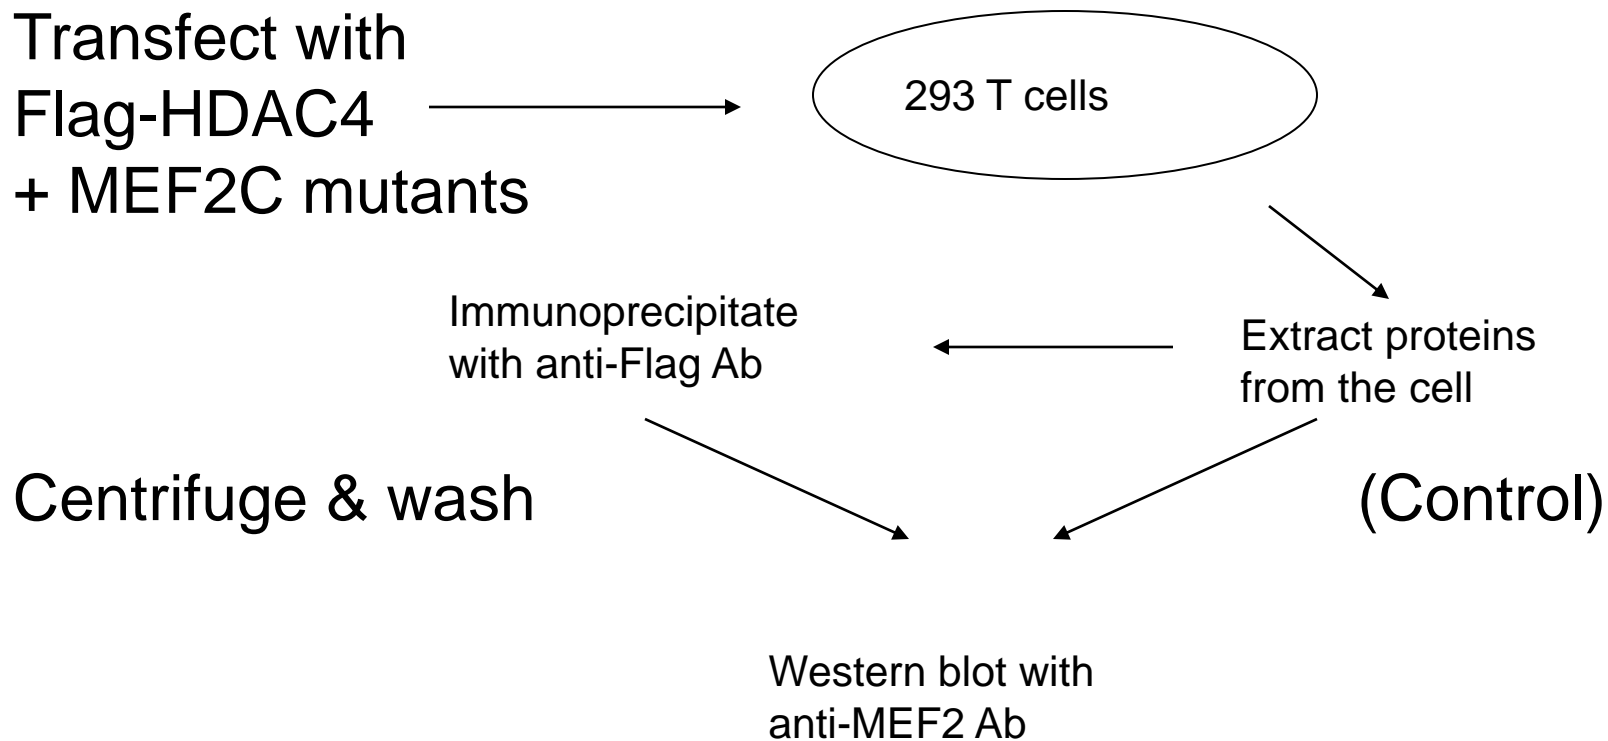 Transfect with
Flag-HDAC4
+ MEF2C mutants
293 T cells
Immunoprecipitate
with anti-Flag Ab
Extract proteins
from the cell
Centrifuge & wash
(Control)
Western blot with
anti-MEF2 Ab